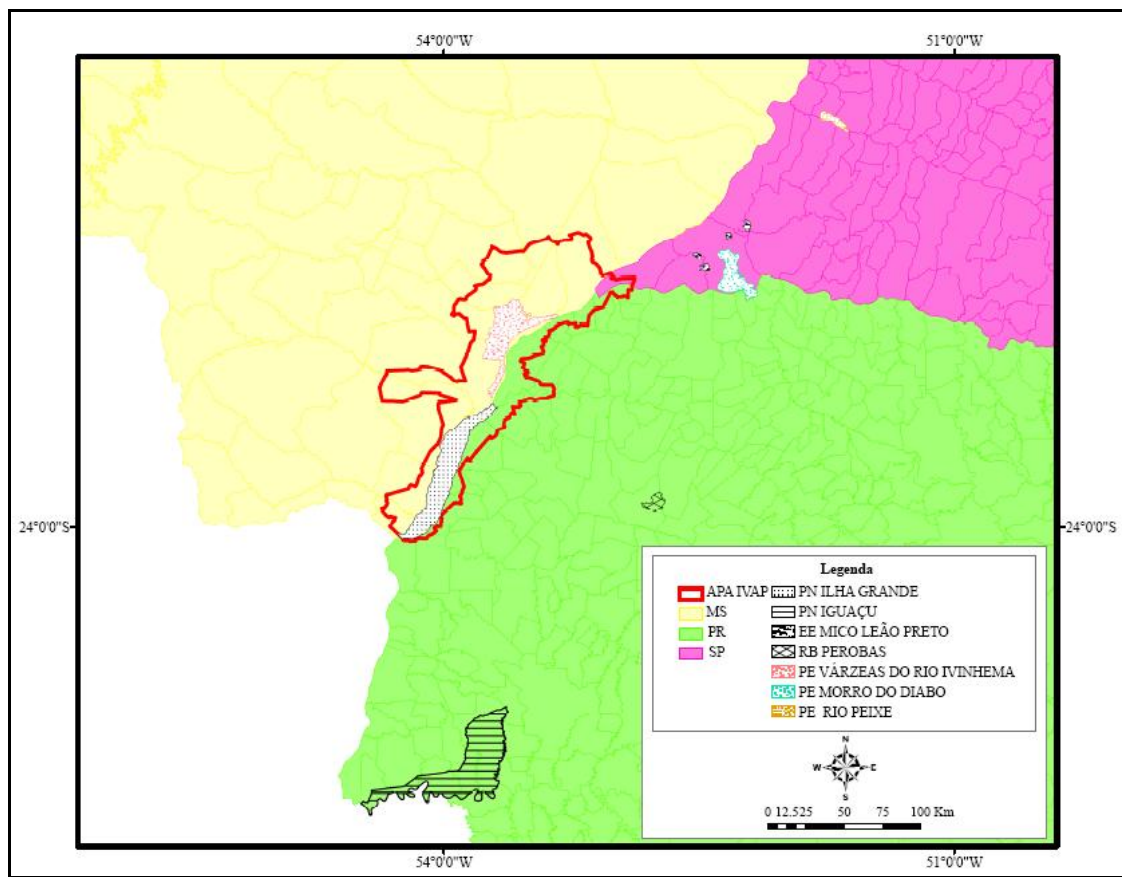 54°0'0"W 51°0'0"W
24°0'0"S 24°0'0"S
Legenda
APA IVAP PN ILHA GRANDE
MS PN IGUAÇU
PR EE MICO LEÃO PRETO
SP RB PEROBAS
PE VÁRZEAS DO RIO IVINHEMA
PE MORRO DO DIABO
PE RIO PEIXE
N
W E
S
0 12.525 50 75 100 Km
54°0'0"W 51°0'0"W